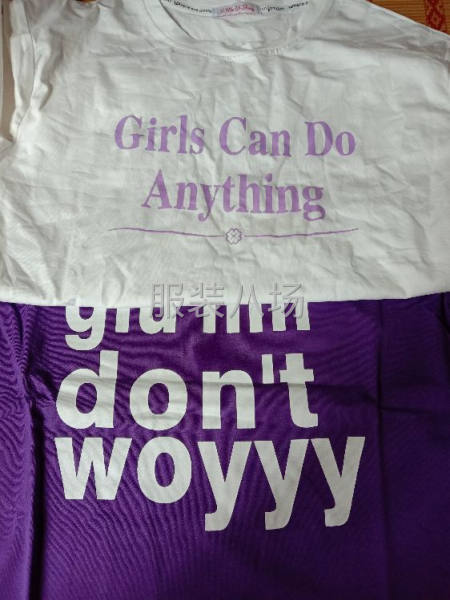 Girls Can Do
Anything
服装八场
don't
woyyy